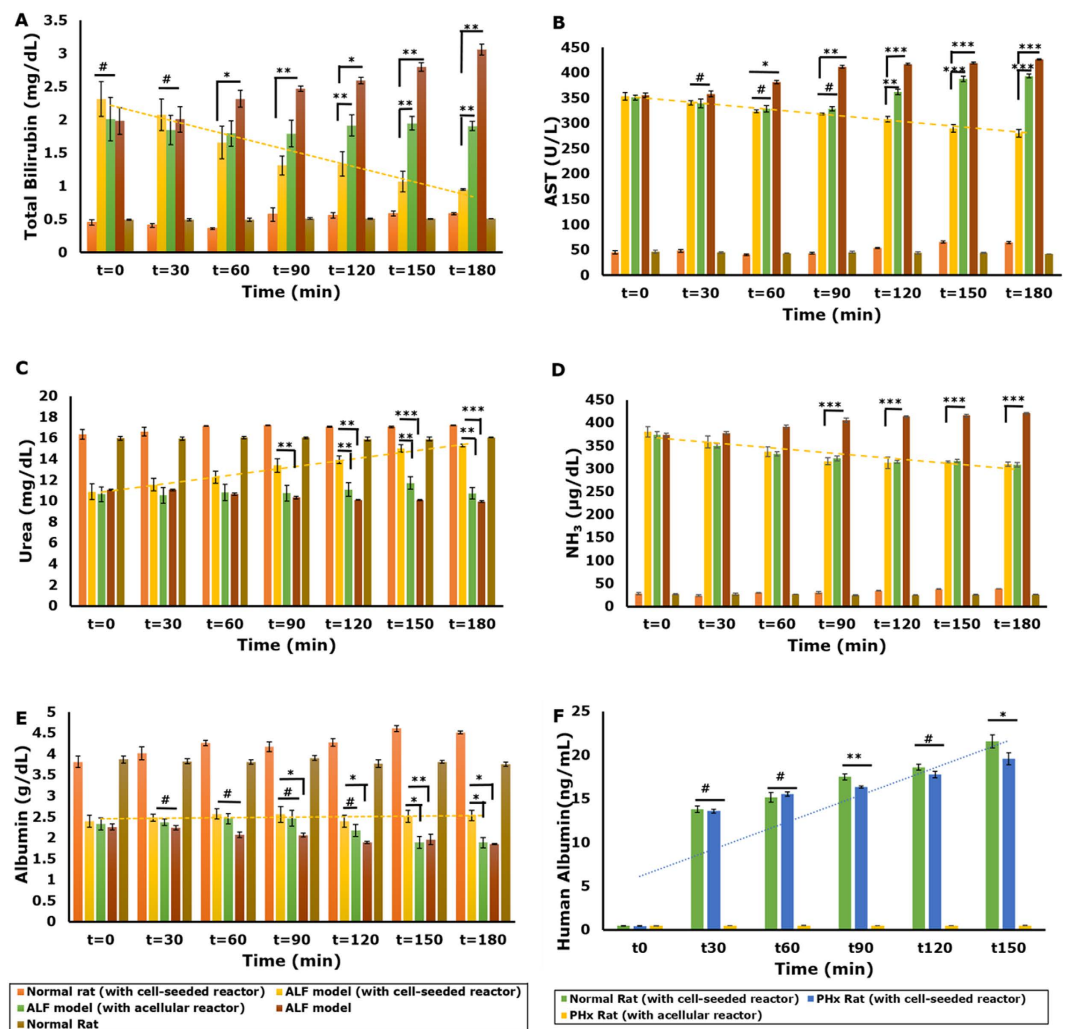 A
Total Bilirubin (mg/dL)
3.5
3
2.5
2
1.5
1
0.5
0
# # * ** * ** ** ** ** **
t=0 t=30 t=60 t=90 t=120 t=150 t=180
Time (min)
B
AST (U/L)
450
400
350
300
250
200
150
100
50
0
# * # ** # *** ** *** *** *** ***
t=0 t=30 t=60 t=90 t=120 t=150 t=180
Time (min)
C
Urea (mg/dL)
20
18
16
14
12
10
8
6
4
2
0
** ** ** *** ** *** **
t=0 t=30 t=60 t=90 t=120 t=150 t=180
Time (min)
D
NH₃ (µg/dL)
450
400
350
300
250
200
150
100
50
0
*** *** *** ***
t=0 t=30 t=60 t=90 t=120 t=150 t=180
Time (min)
E
Albumin (g/dL)
5
4.5
4
3.5
3
2.5
2
1.5
1
0.5
0
# # * # * # ** * * *
t=0 t=30 t=60 t=90 t=120 t=150 t=180
Time (min)
F
Human Albumin(ng/mL)
25
20
15
10
5
0
# # ** # *
t0 t30 t60 t90 t120 t150
Time (min)
Normal rat (with cell-seeded reactor) ALF model (with cell-seeded reactor)
ALF model (with acellular reactor) ALF model
Normal Rat
Normal Rat (with cell-seeded reactor) PHx Rat (with cell-seeded reactor)
PHx Rat (with acellular reactor)